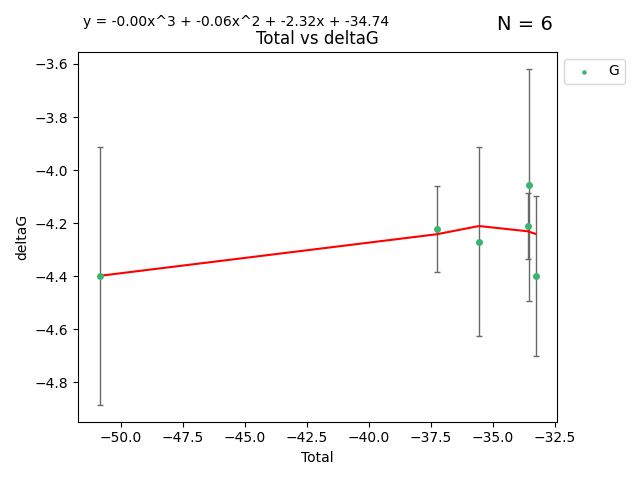 y = -0.00x^3 + -0.06x^2 + -2.32x + -34.74
N = 6
Total vs deltaG
G
−3.6
−3.8
−4.0
−4.2
−4.4
−4.6
−4.8
deltaG
−50.0 −47.5 −45.0 −42.5 −40.0 −37.5 −35.0 −32.5
Total